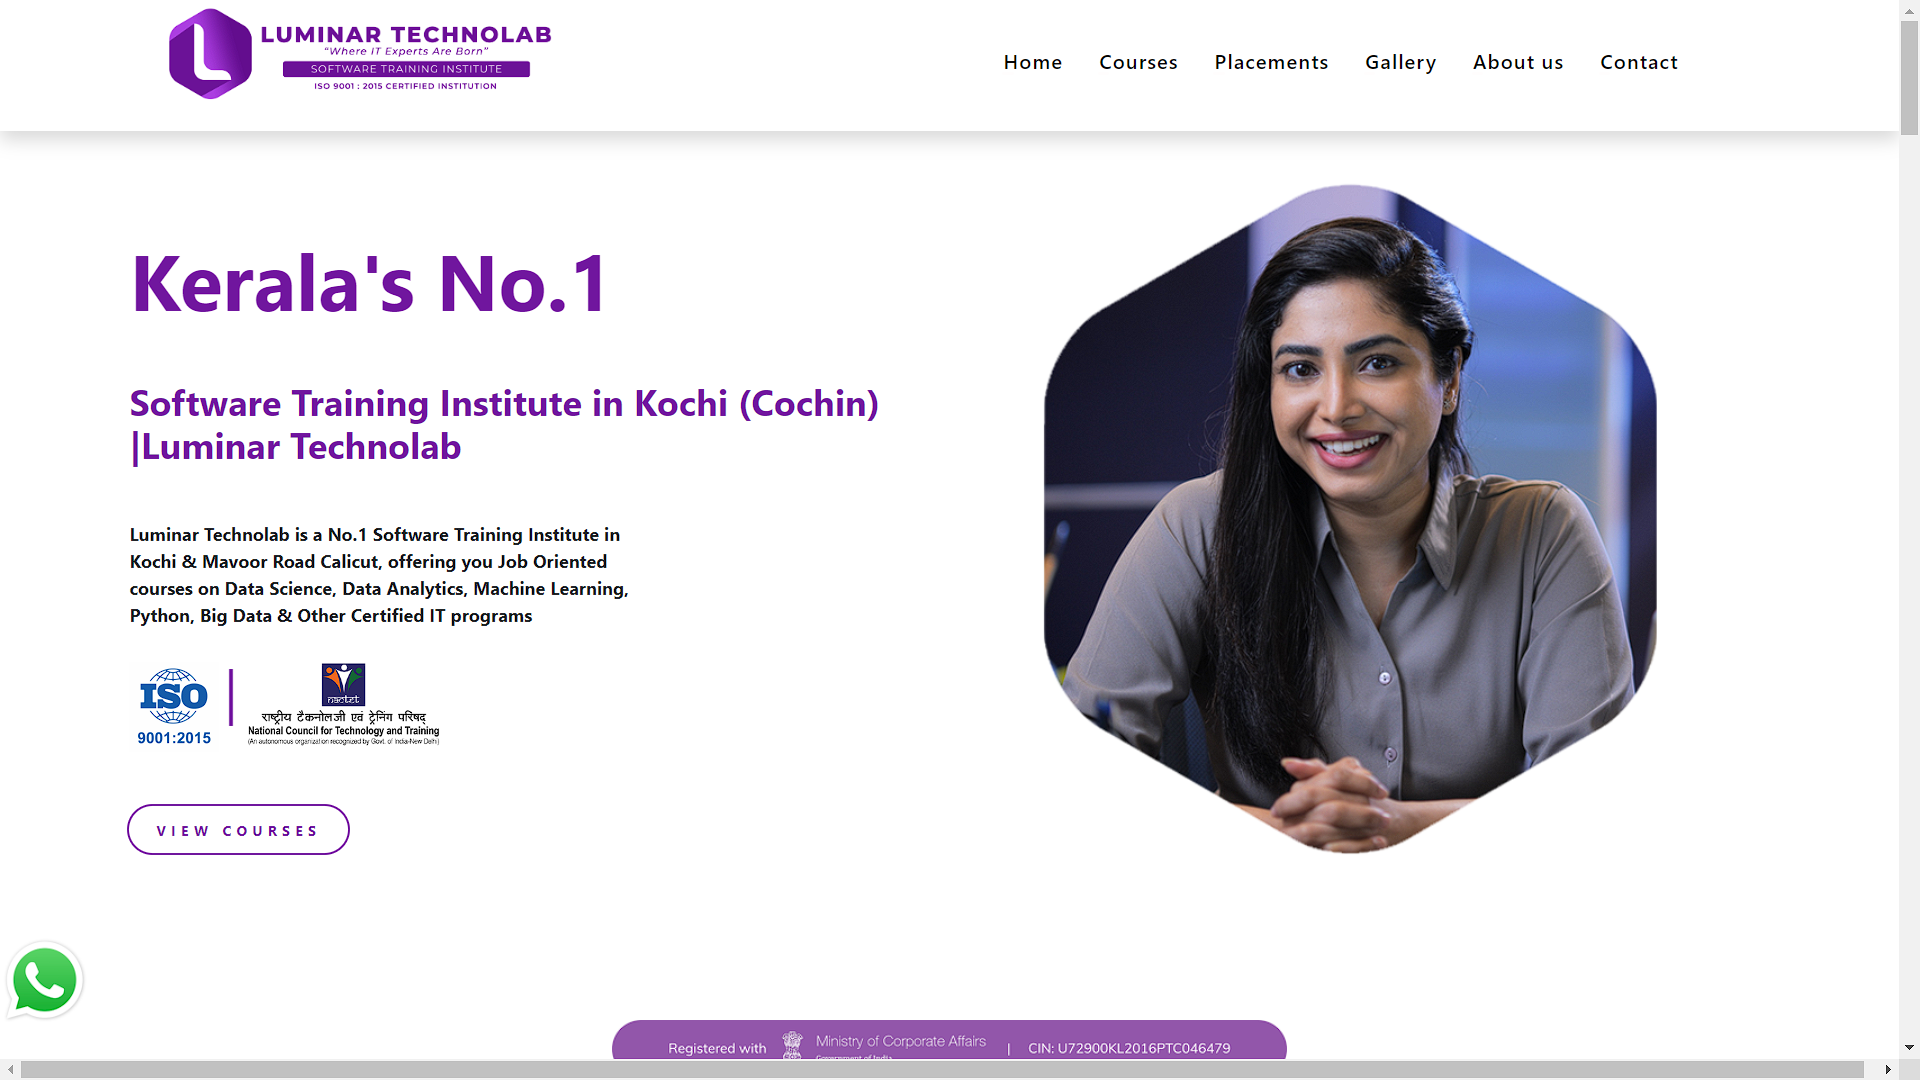 LUMINAR TECHNOLAB
“Where IT Experts Are Born”
SOFTWARE TRAINING INSTITUTE
ISO 9001 : 2015 CERTIFIED INSTITUTION
Home Courses Placements Gallery About us Contact
Kerala's No.1
Software Training Institute in Kochi (Cochin)
|Luminar Technolab
Luminar Technolab is a No.1 Software Training Institute in
Kochi & Mavoor Road Calicut, offering you Job Oriented
courses on Data Science, Data Analytics, Machine Learning,
Python, Big Data & Other Certified IT programs
ISO
9001:2015
nactet
राष्ट्रीय टैकनोलजी एवं ट्रेनिंग परिषद्
National Council for Technology and Training
(An autonomous organization recognized by Govt. of India-New Delhi)
VIEW COURSES
Registered with Ministry of Corporate Affairs | CIN: U72900KL2016PTC046479
Government of India